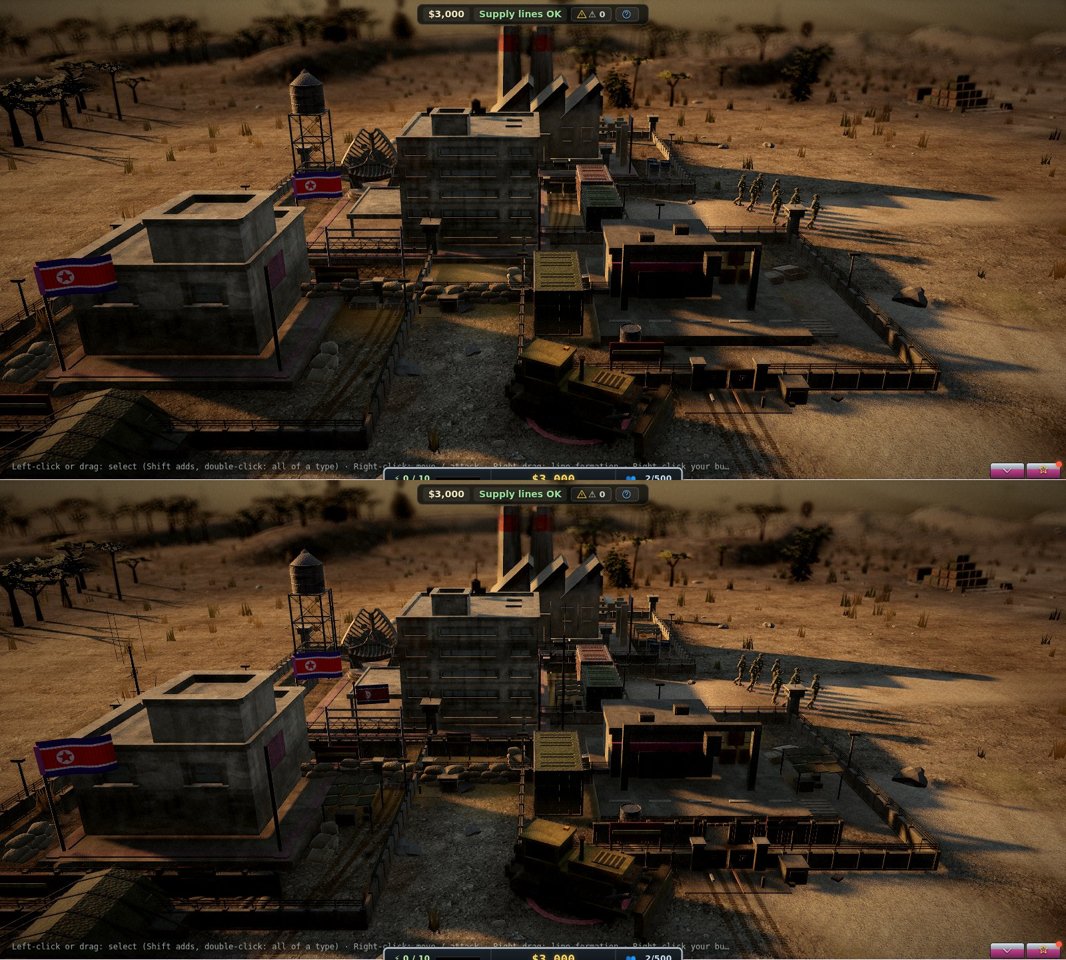 $3,000 Supply lines OK ⚠ ⚠ 0 ?
Left-click or drag: select (Shift adds, double-click: all of a type) · Right-click: move / attack · Right-drag: line formation · Right-click your bu…
0 / 10 $3,000 2/500
$3,000 Supply lines OK ⚠ ⚠ 0 ?
Left-click or drag: select (Shift adds, double-click: all of a type) · Right-click: move / attack · Right-drag: line formation · Right-click your bu…
0 / 10 $3,000 2/500